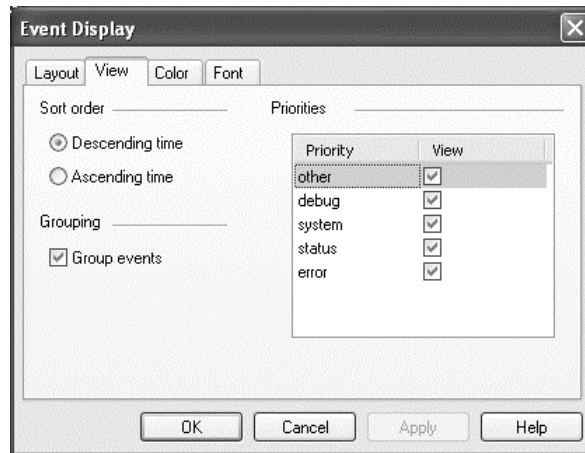 Event Display
Layout View Color Font
Sort order
Descending time
Ascending time
Grouping
Group events
Priorities
Priority View
other
debug
system
status
error
OK Cancel Apply Help